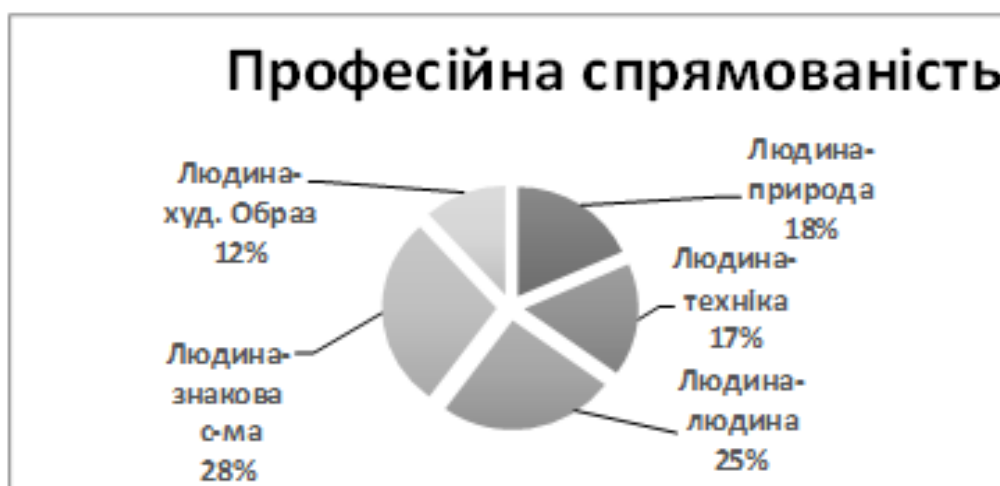 Професійна спрямованість
Людина-
природа
18%
Людина-
техніка
17%
Людина-
людина
25%
Людина-
знакова
с-ма
28%
Людина-
худ. Образ
12%